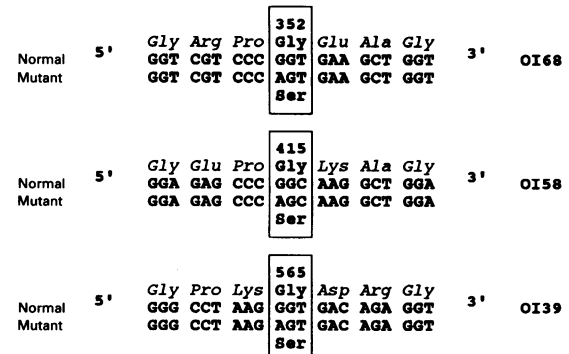 352
5' Gly Arg Pro Gly Glu Ala Gly 3' OI68
Normal GGT CGT CCC GGT GAA GCT GGT
Mutant GGT CGT CCC AGT GAA GCT GGT
Ser
415
5' Gly Glu Pro Gly Lys Ala Gly 3' OI58
Normal GGA GAG CCC GGC AAG GCT GGA
Mutant GGA GAG CCC AGC AAG GCT GGA
Ser
565
5' Gly Pro Lys Gly Asp Arg Gly 3' OI39
Normal GGG CCT AAG GGT GAC AGA GGT
Mutant GGG CCT AAG AGT GAC AGA GGT
Ser